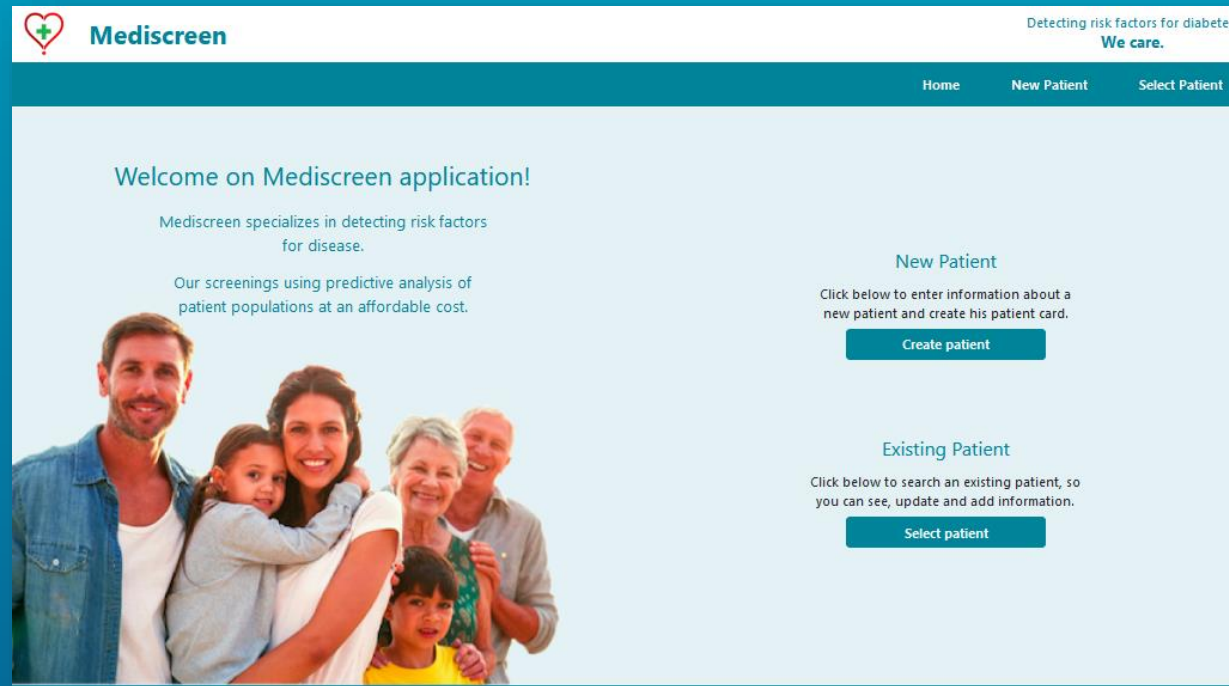 Mediscreen
Detecting risk factors for diabete
We care.
Home New Patient Select Patient
Welcome on Mediscreen application!
Mediscreen specializes in detecting risk factors
for disease.
Our screenings using predictive analysis of
patient populations at an affordable cost.
New Patient
Click below to enter information about a
new patient and create his patient card.
Create patient
Existing Patient
Click below to search an existing patient, so
you can see, update and add information.
Select patient